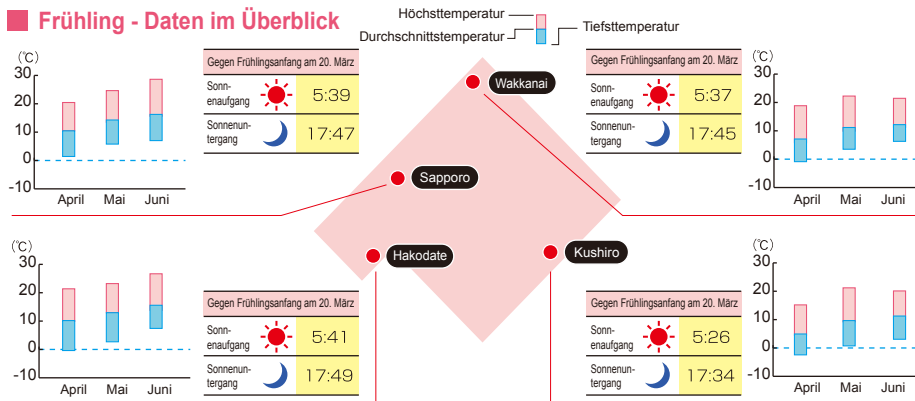 Frühling - Daten im Überblick
Höchsttemperatur
Durchschnittstemperatur
Tiefsttemperatur
(℃)
30
20
10
0
-10
April Mai Juni
Gegen Frühlingsanfang am 20. März
Sonn-
enaufgang
5:39
Sonnenun-
tergang
17:47
Wakkanai
Sapporo
Hakodate
Kushiro
Gegen Frühlingsanfang am 20. März
Sonn-
enaufgang
5:37
Sonnenun-
tergang
17:45
(℃)
30
20
10
0
-10
April Mai Juni
(℃)
30
20
10
0
-10
April Mai Juni
Gegen Frühlingsanfang am 20. März
Sonn-
enaufgang
5:41
Sonnenun-
tergang
17:49
Gegen Frühlingsanfang am 20. März
Sonn-
enaufgang
5:26
Sonnenun-
tergang
17:34
(℃)
30
20
10
0
-10
April Mai Juni